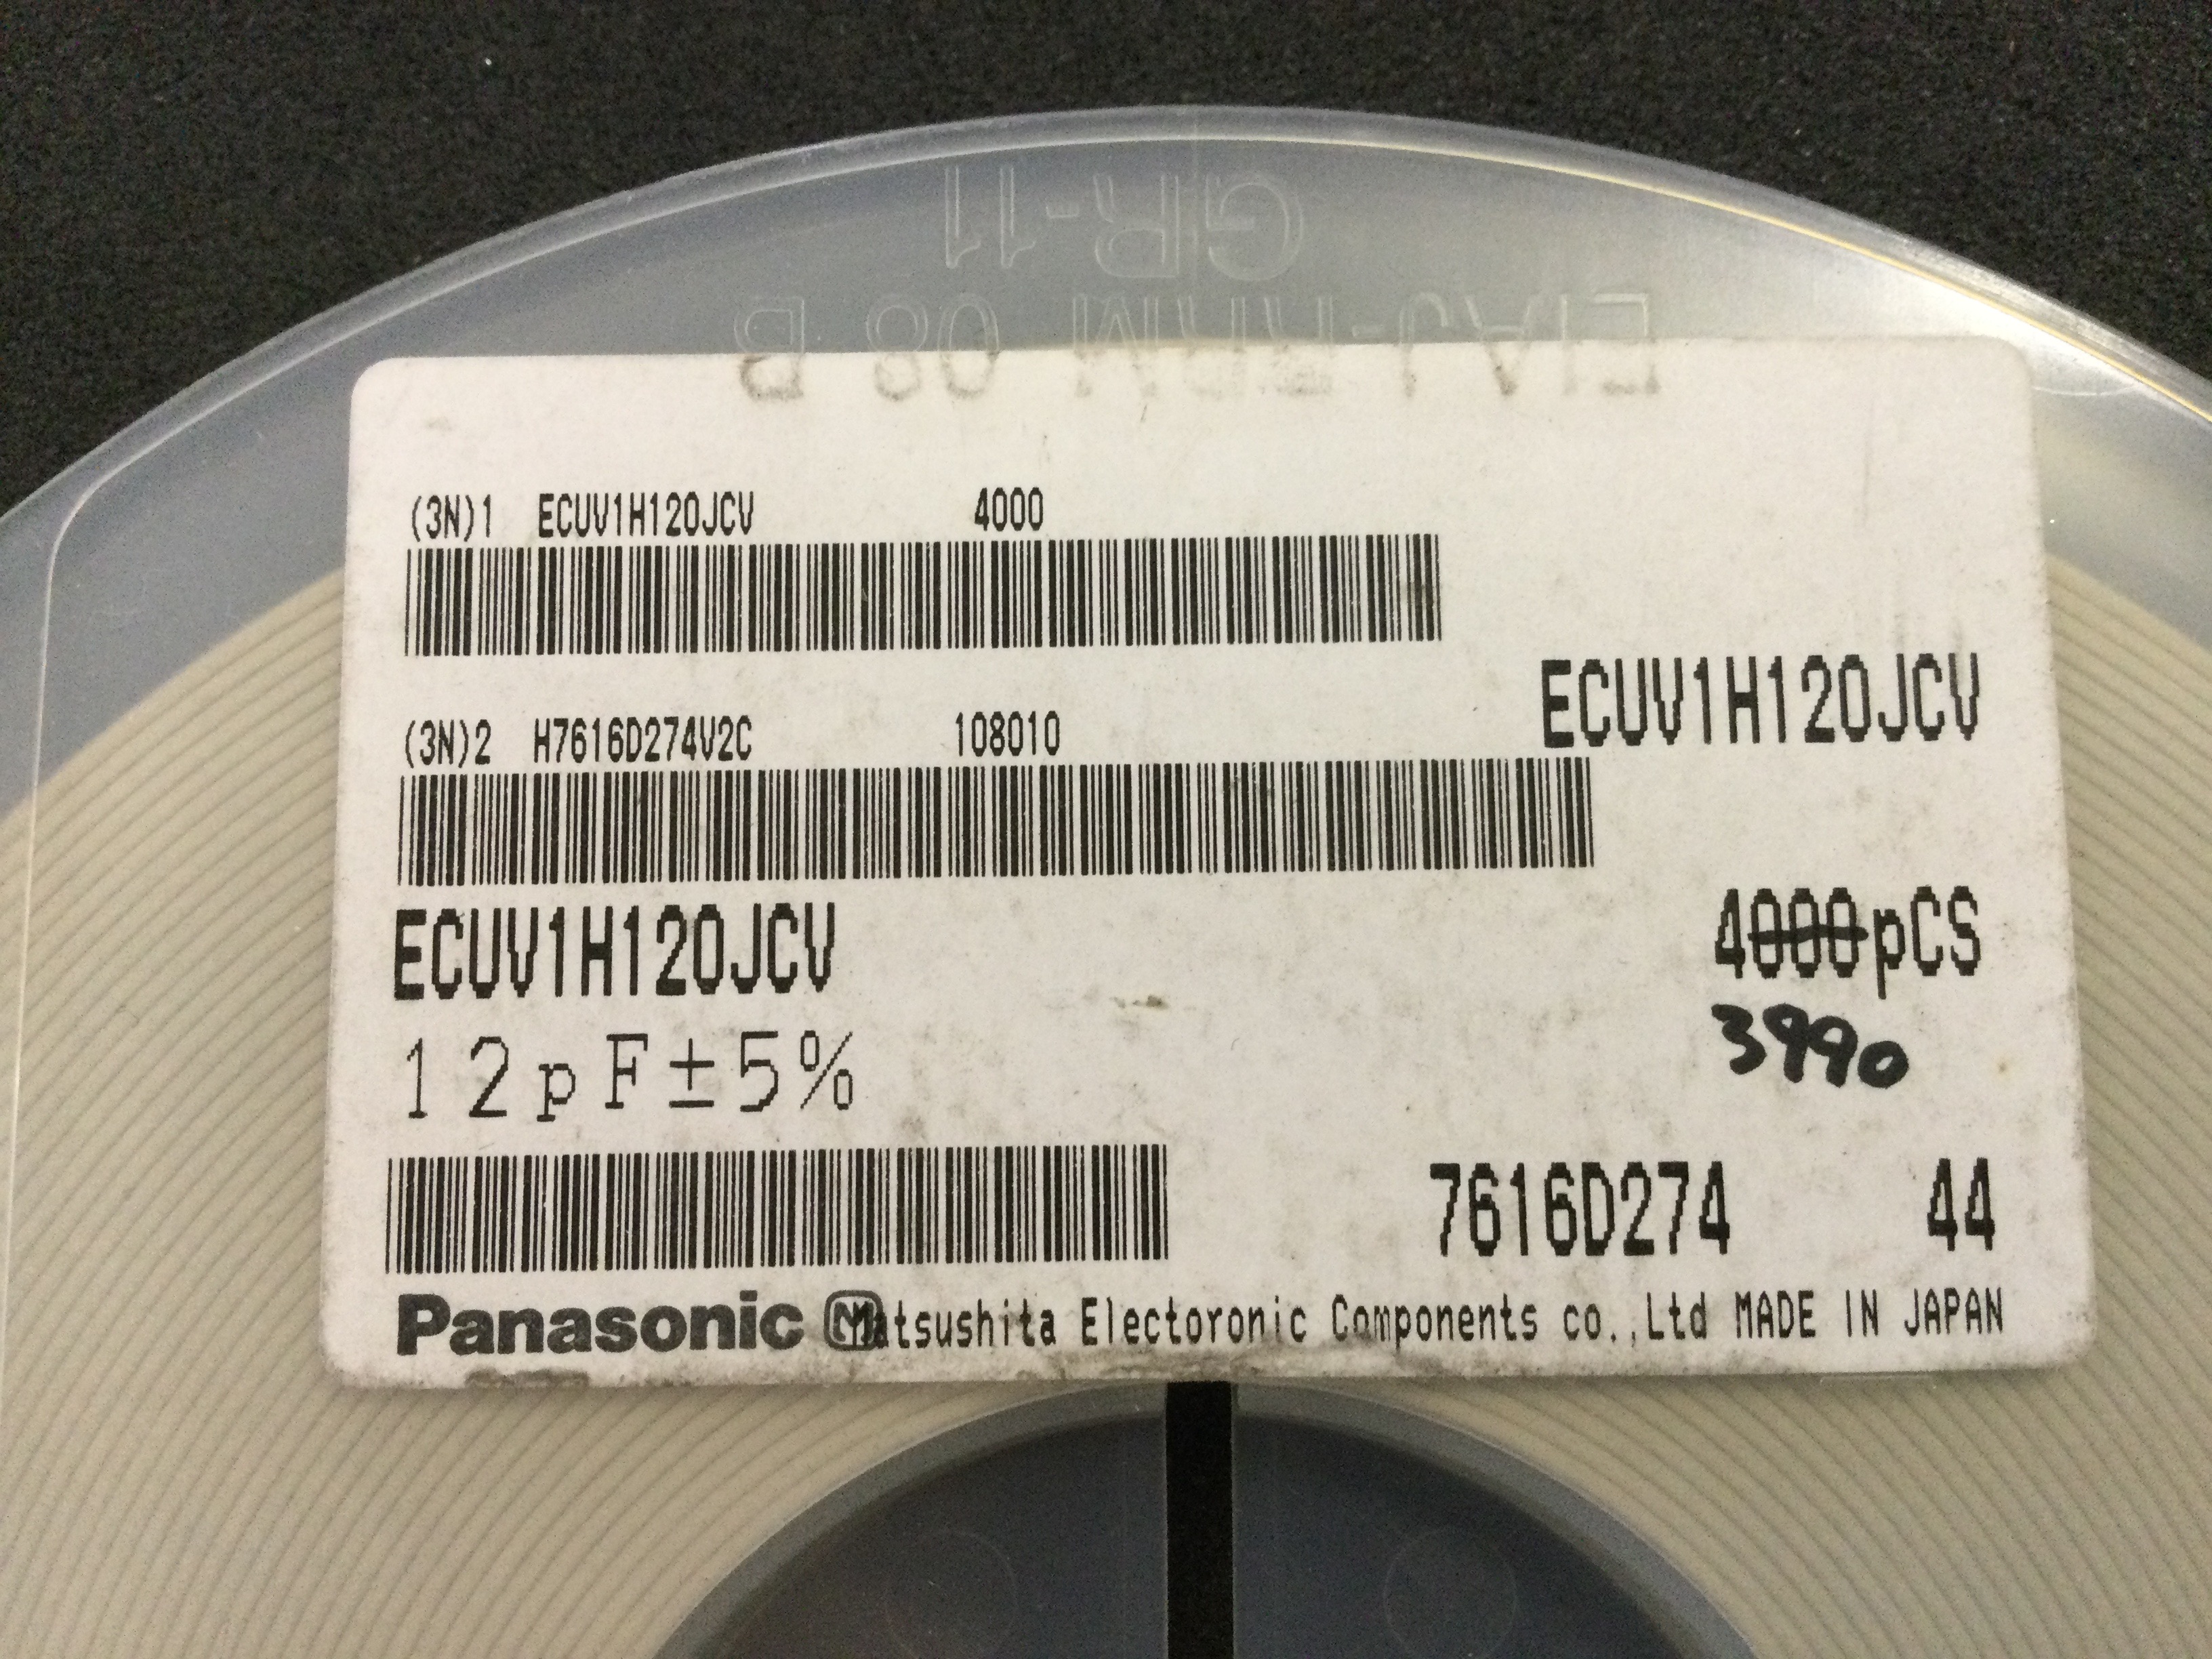 GR-11
EIAJ-RRM 08 B
(3N)1 ECUV1H120JCV 4000
ECUV1H120JCV
(3N)2 H7616D274V2C 108010
ECUV1H120JCV 4000pCS
12pF±5% 3990
7616D274 44
Panasonic Matsushita Electoronic Components co.,Ltd MADE IN JAPAN